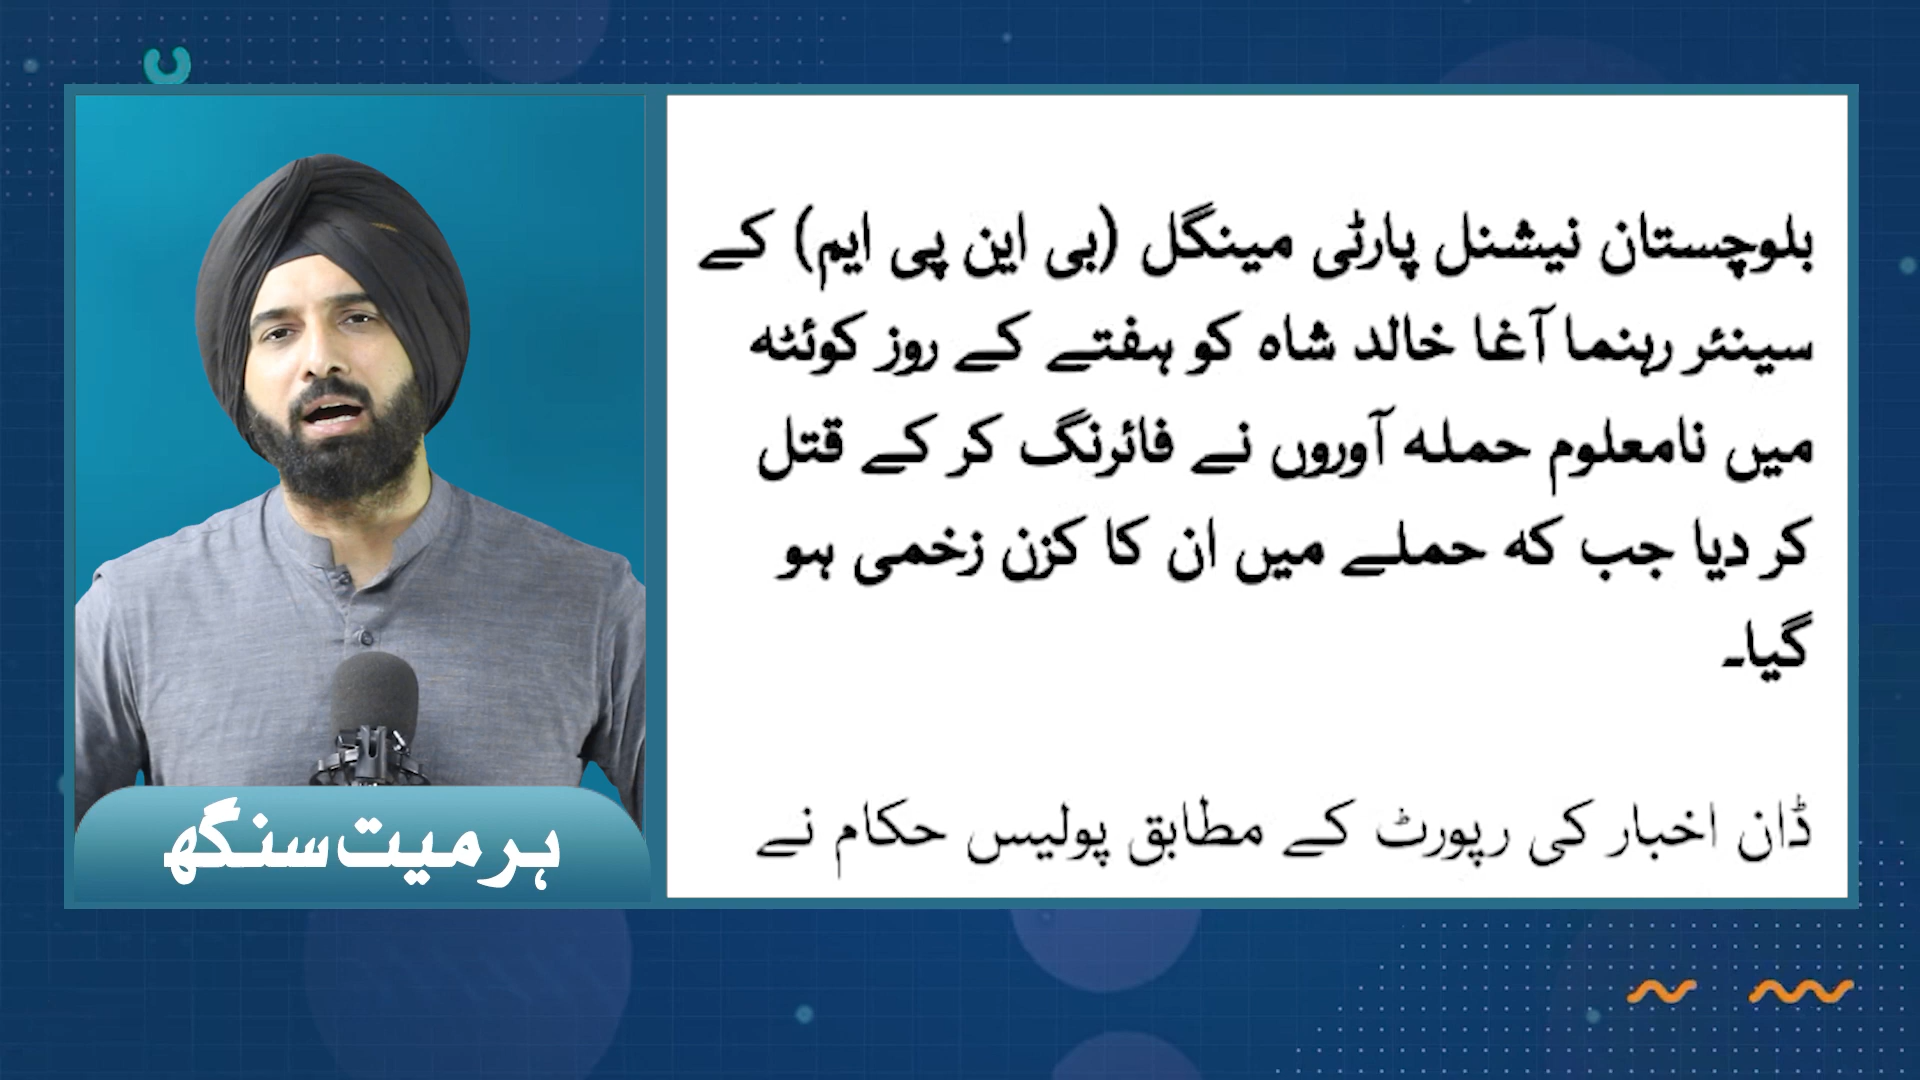 بلوچستان نیشنل پارٹی مینگل (بی این پی ایم) کے
سینئر رہنما آغا خالد شاہ کو ہفتے کے روز کوئٹہ
میں نامعلوم حملہ آوروں نے فائرنگ کر کے قتل
کر دیا جب کہ حملے میں ان کا کزن زخمی ہو
گیا۔
ڈان اخبار کی رپورٹ کے مطابق پولیس حکام نے
ہرمیت سنگھ